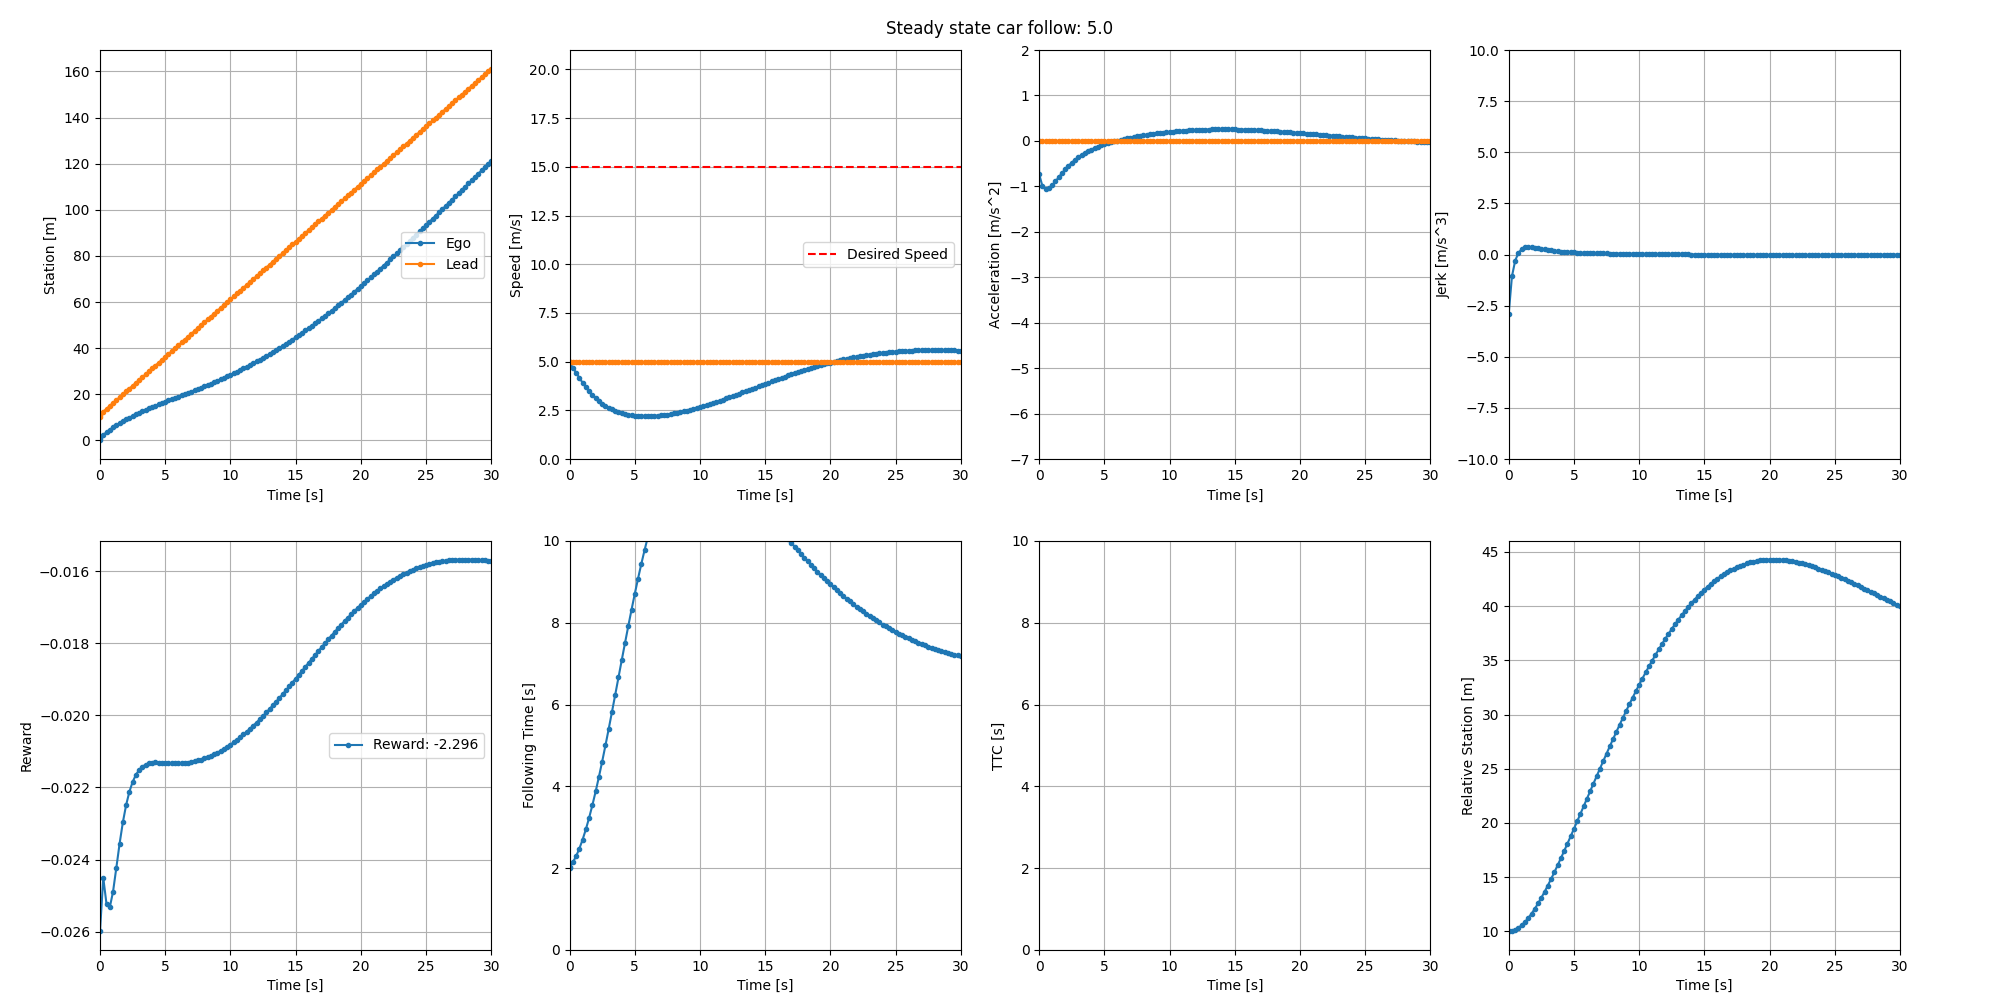 Steady state car follow: 5.0
Station [m]
160
140
120
100
80
60
40
20
0
Ego
Lead
0 5 10 15 20 25 30
Time [s]
Speed [m/s]
20.0
17.5
15.0
12.5
10.0
7.5
5.0
2.5
0.0
Desired Speed
0 5 10 15 20 25 30
Time [s]
Acceleration [m/s^2]
2
1
0
−1
−2
−3
−4
−5
−6
−7
0 5 10 15 20 25 30
Time [s]
Jerk [m/s^3]
10.0
7.5
5.0
2.5
0.0
−2.5
−5.0
−7.5
−10.0
0 5 10 15 20 25 30
Time [s]
Reward
−0.016
−0.018
−0.020
−0.022
−0.024
−0.026
Reward: -2.296
0 5 10 15 20 25 30
Time [s]
Following Time [s]
10
8
6
4
2
0
0 5 10 15 20 25 30
Time [s]
TTC [s]
10
8
6
4
2
0
0 5 10 15 20 25 30
Time [s]
Relative Station [m]
45
40
35
30
25
20
15
10
0 5 10 15 20 25 30
Time [s]